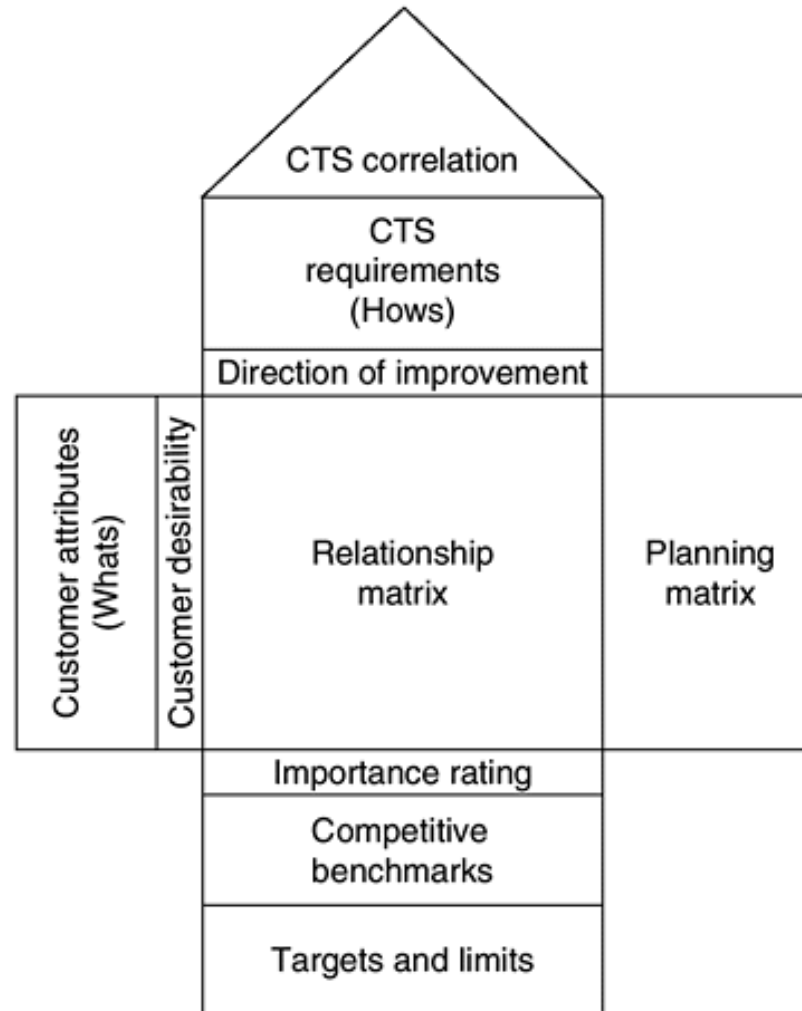 CTS correlation
CTS
requirements
(Hows)
Direction of improvement
Customer attributes
(Whats)
Customer desirability
Relationship
matrix
Planning
matrix
Importance rating
Competitive
benchmarks
Targets and limits